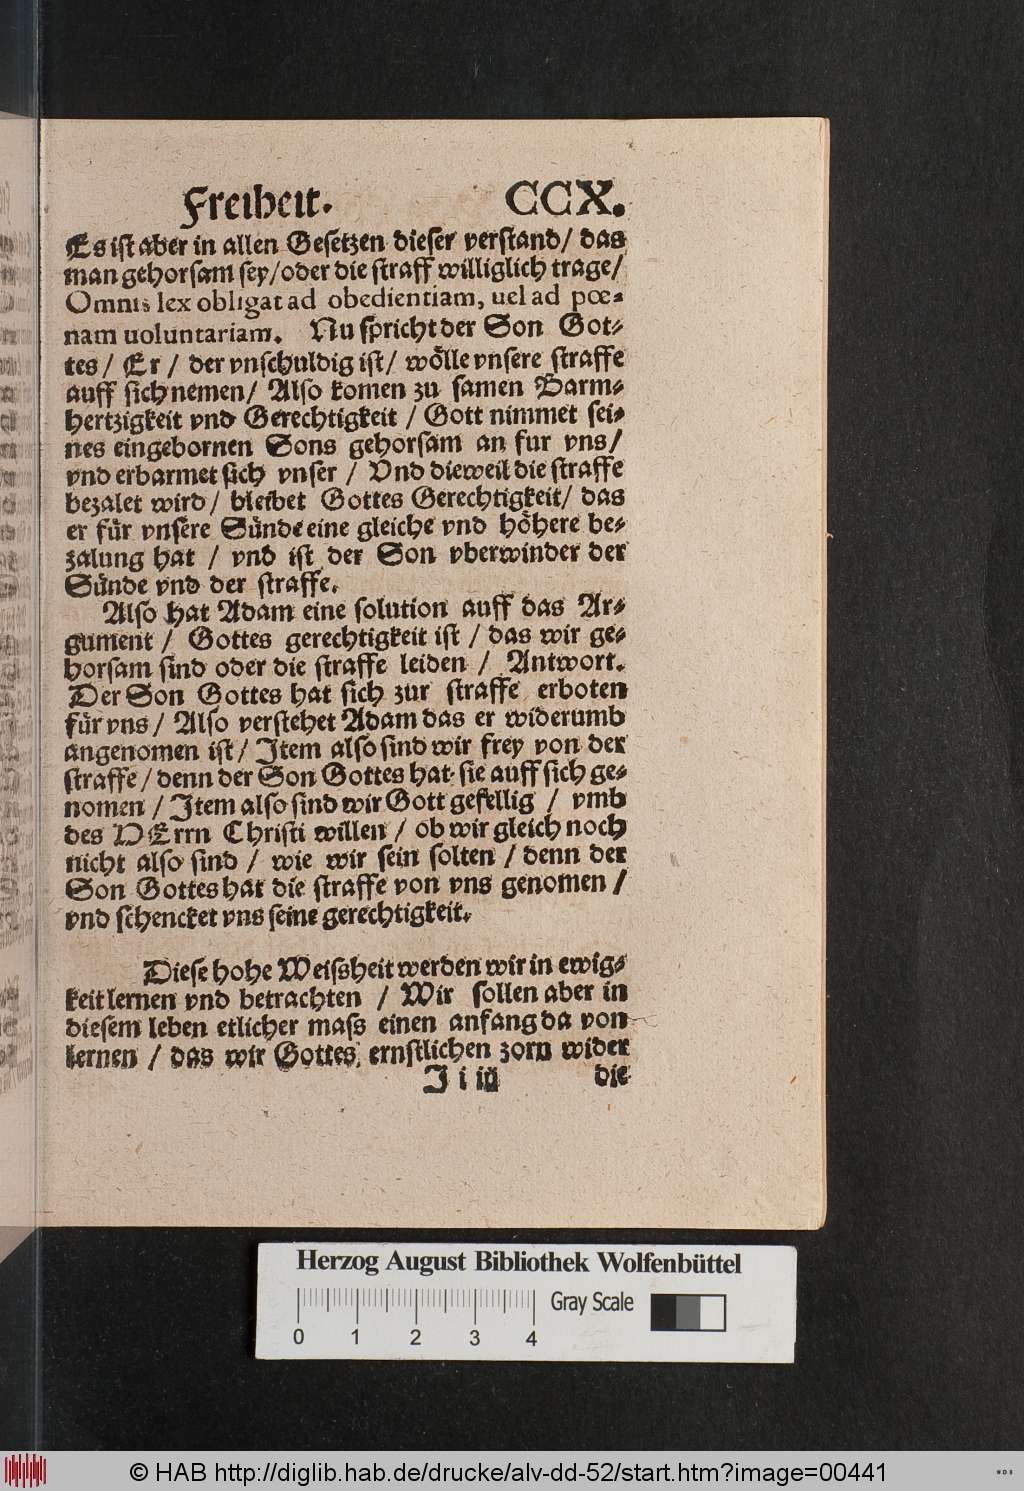 Freiheit. CCX.
Es ist aber in allen Gesetzen dieser verstand/ das
man gehorsam sey/ oder die straff williglich trage/
Omnis lex obligat ad obedientiam, uel ad pœ-
nam uoluntariam. Nu spricht der Son Got-
tes/ Er/ der vnschuldig ist/ wölle vnsere straffe
auff sich nemen/ Also komen zu samen Barm-
hertzigkeit vnd Gerechtigkeit/ Gott nimmet sei-
nes eingebornen Sons gehorsam an fur vns/
vnd erbarmet sich vnser/ Vnd dieweil die straffe
bezalet wird/ bleibet Gottes Gerechtigkeit/ das
er für vnsere Sünde eine gleiche vnd höhere be-
zalung hat/ vnd ist der Son vberwinder der
Sünde vnd der straffe.
Also hat Adam eine solution auff das Ar-
gument/ Gottes gerechtigkeit ist/ das wir ge-
horsam sind oder die straffe leiden/ Antwort.
Der Son Gottes hat sich zur straffe erboten
für vns/ Also verstehet Adam das er widerumb
angenomen ist/ Item also sind wir frey von der
straffe/ denn der Son Gottes hat sie auff sich ge-
nomen/ Item also sind wir Gott gefellig/ vmb
des HErrn Christi willen/ ob wir gleich noch
nicht also sind/ wie wir sein solten/ denn der
Son Gottes hat die straffe von vns genomen/
vnd schencket vns seine gerechtigkeit.
Diese hohe Weissheit werden wir in ewig-
keit lernen vnd betrachten/ Wir sollen aber in
diesem leben etlicher mass einen anfang da von
lernen/ das wir Gottes ernstlichen zorn wider
I i iij die
Herzog August Bibliothek Wolfenbüttel
0 1 2 3 4 Gray Scale
© HAB http://diglib.hab.de/drucke/alv-dd-52/start.htm?image=00441